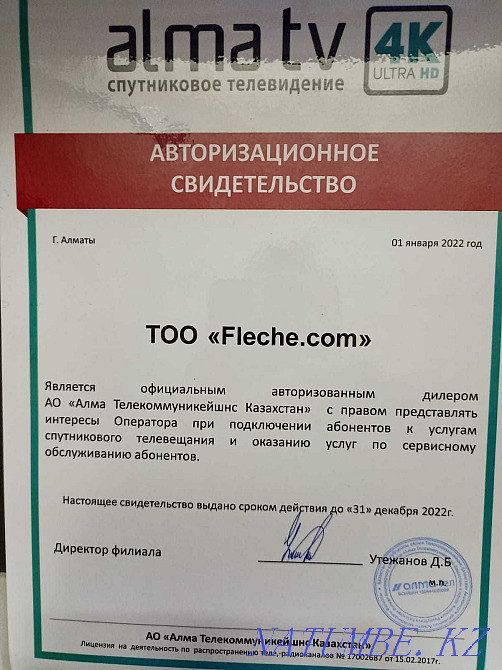 alma tv 4K
ULTRA HD
спутниковое телевидение
АВТОРИЗАЦИОННОЕ
СВИДЕТЕЛЬСТВО
Г. Алматы 01 января 2022 год
ТОО «Fleche.com»
Является официальным авторизованным дилером
АО «Алма Телекоммуникейшнс Казахстан» с правом представлять
интересы Оператора при подключении абонентов к услугам
спутникового телевещания и оказанию услуг по сервисному
обслуживанию абонентов.
Настоящее свидетельство выдано сроком действия до «31» декабря 2022г.
Директор филиала Утежанов Д.Б
м.п.
АО «Алма Телекоммуникейшнс Казахстан»
Лицензия на деятельность по распространению теле,-радиоканалов № 17002687 от 15.02.2017г.
VATUMBE.KZ